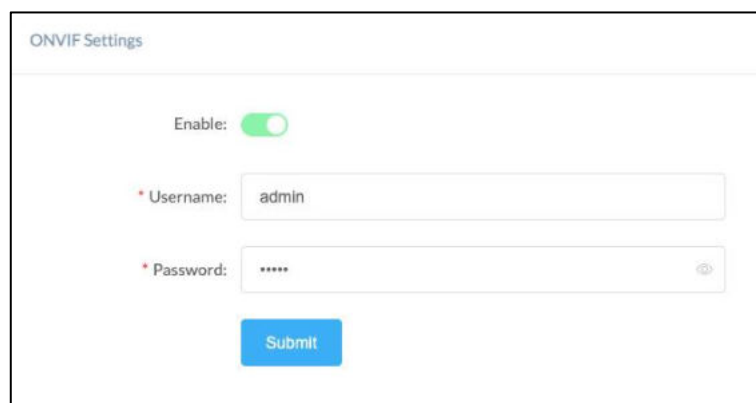 ONVIF Settings
Enable:
* Username: admin
* Password: •••••
Submit